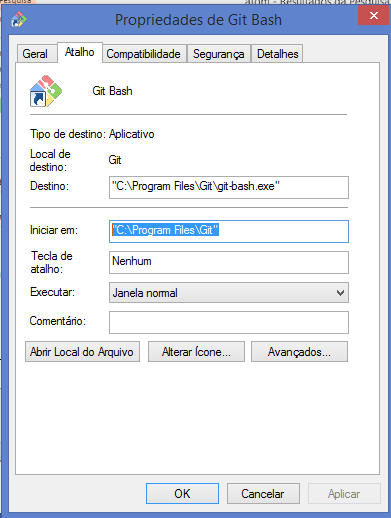 Pesquisa
Propriedades de Git Bash
Geral Atalho Compatibilidade Segurança Detalhes
Git Bash
Tipo de destino: Aplicativo
Local de destino: Git
Destino: "C:\Program Files\Git\git-bash.exe"
Iniciar em: "C:\Program Files\Git"
Tecla de atalho: Nenhum
Executar: Janela normal
Comentário:
Abrir Local do Arquivo Alterar Ícone... Avançados...
OK Cancelar Aplicar